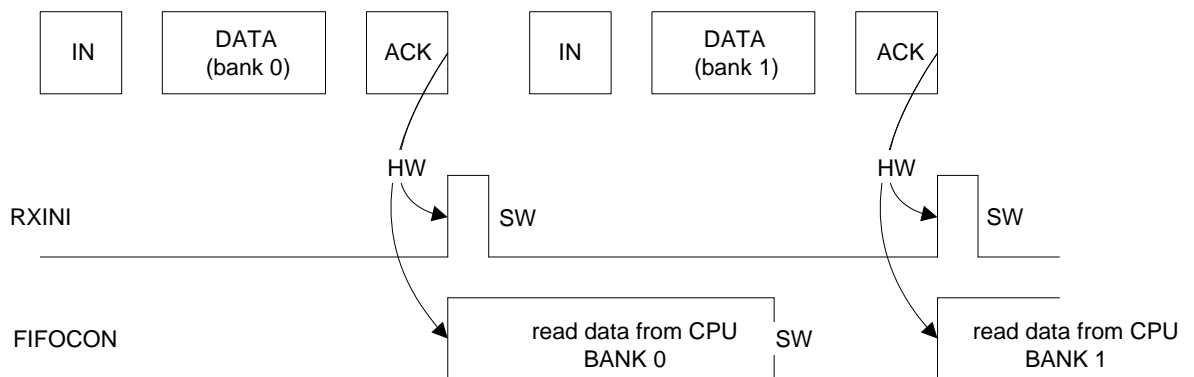 IN
DATA
(bank 0)
ACK
IN
DATA
(bank 1)
ACK
HW
HW
RXINI
SW
SW
FIFOCON
read data from CPU
BANK 0
SW
read data from CPU
BANK 1